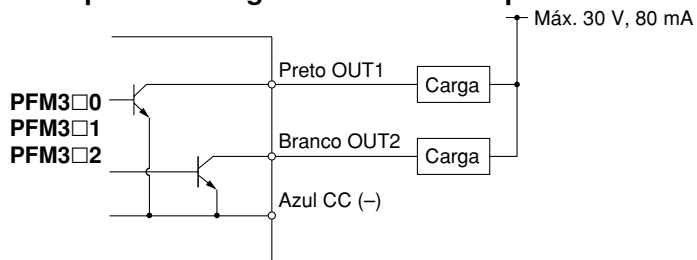 Máx. 30 V, 80 mA
Preto OUT1
Carga
PFM3□0
PFM3□1
PFM3□2
Branco OUT2
Carga
Azul CC (–)